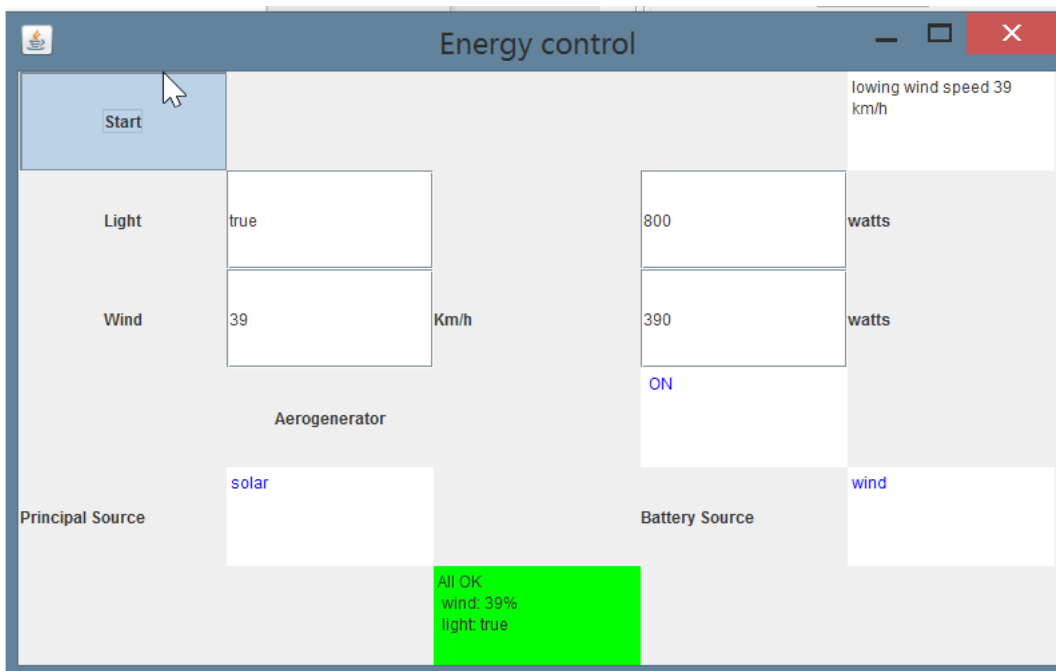 Energy control
Start
lowing wind speed 39
km/h
Light
true
800
watts
Wind
39
Km/h
390
watts
Aerogenerator
ON
Principal Source
solar
Battery Source
wind
All OK
wind: 39%
light: true